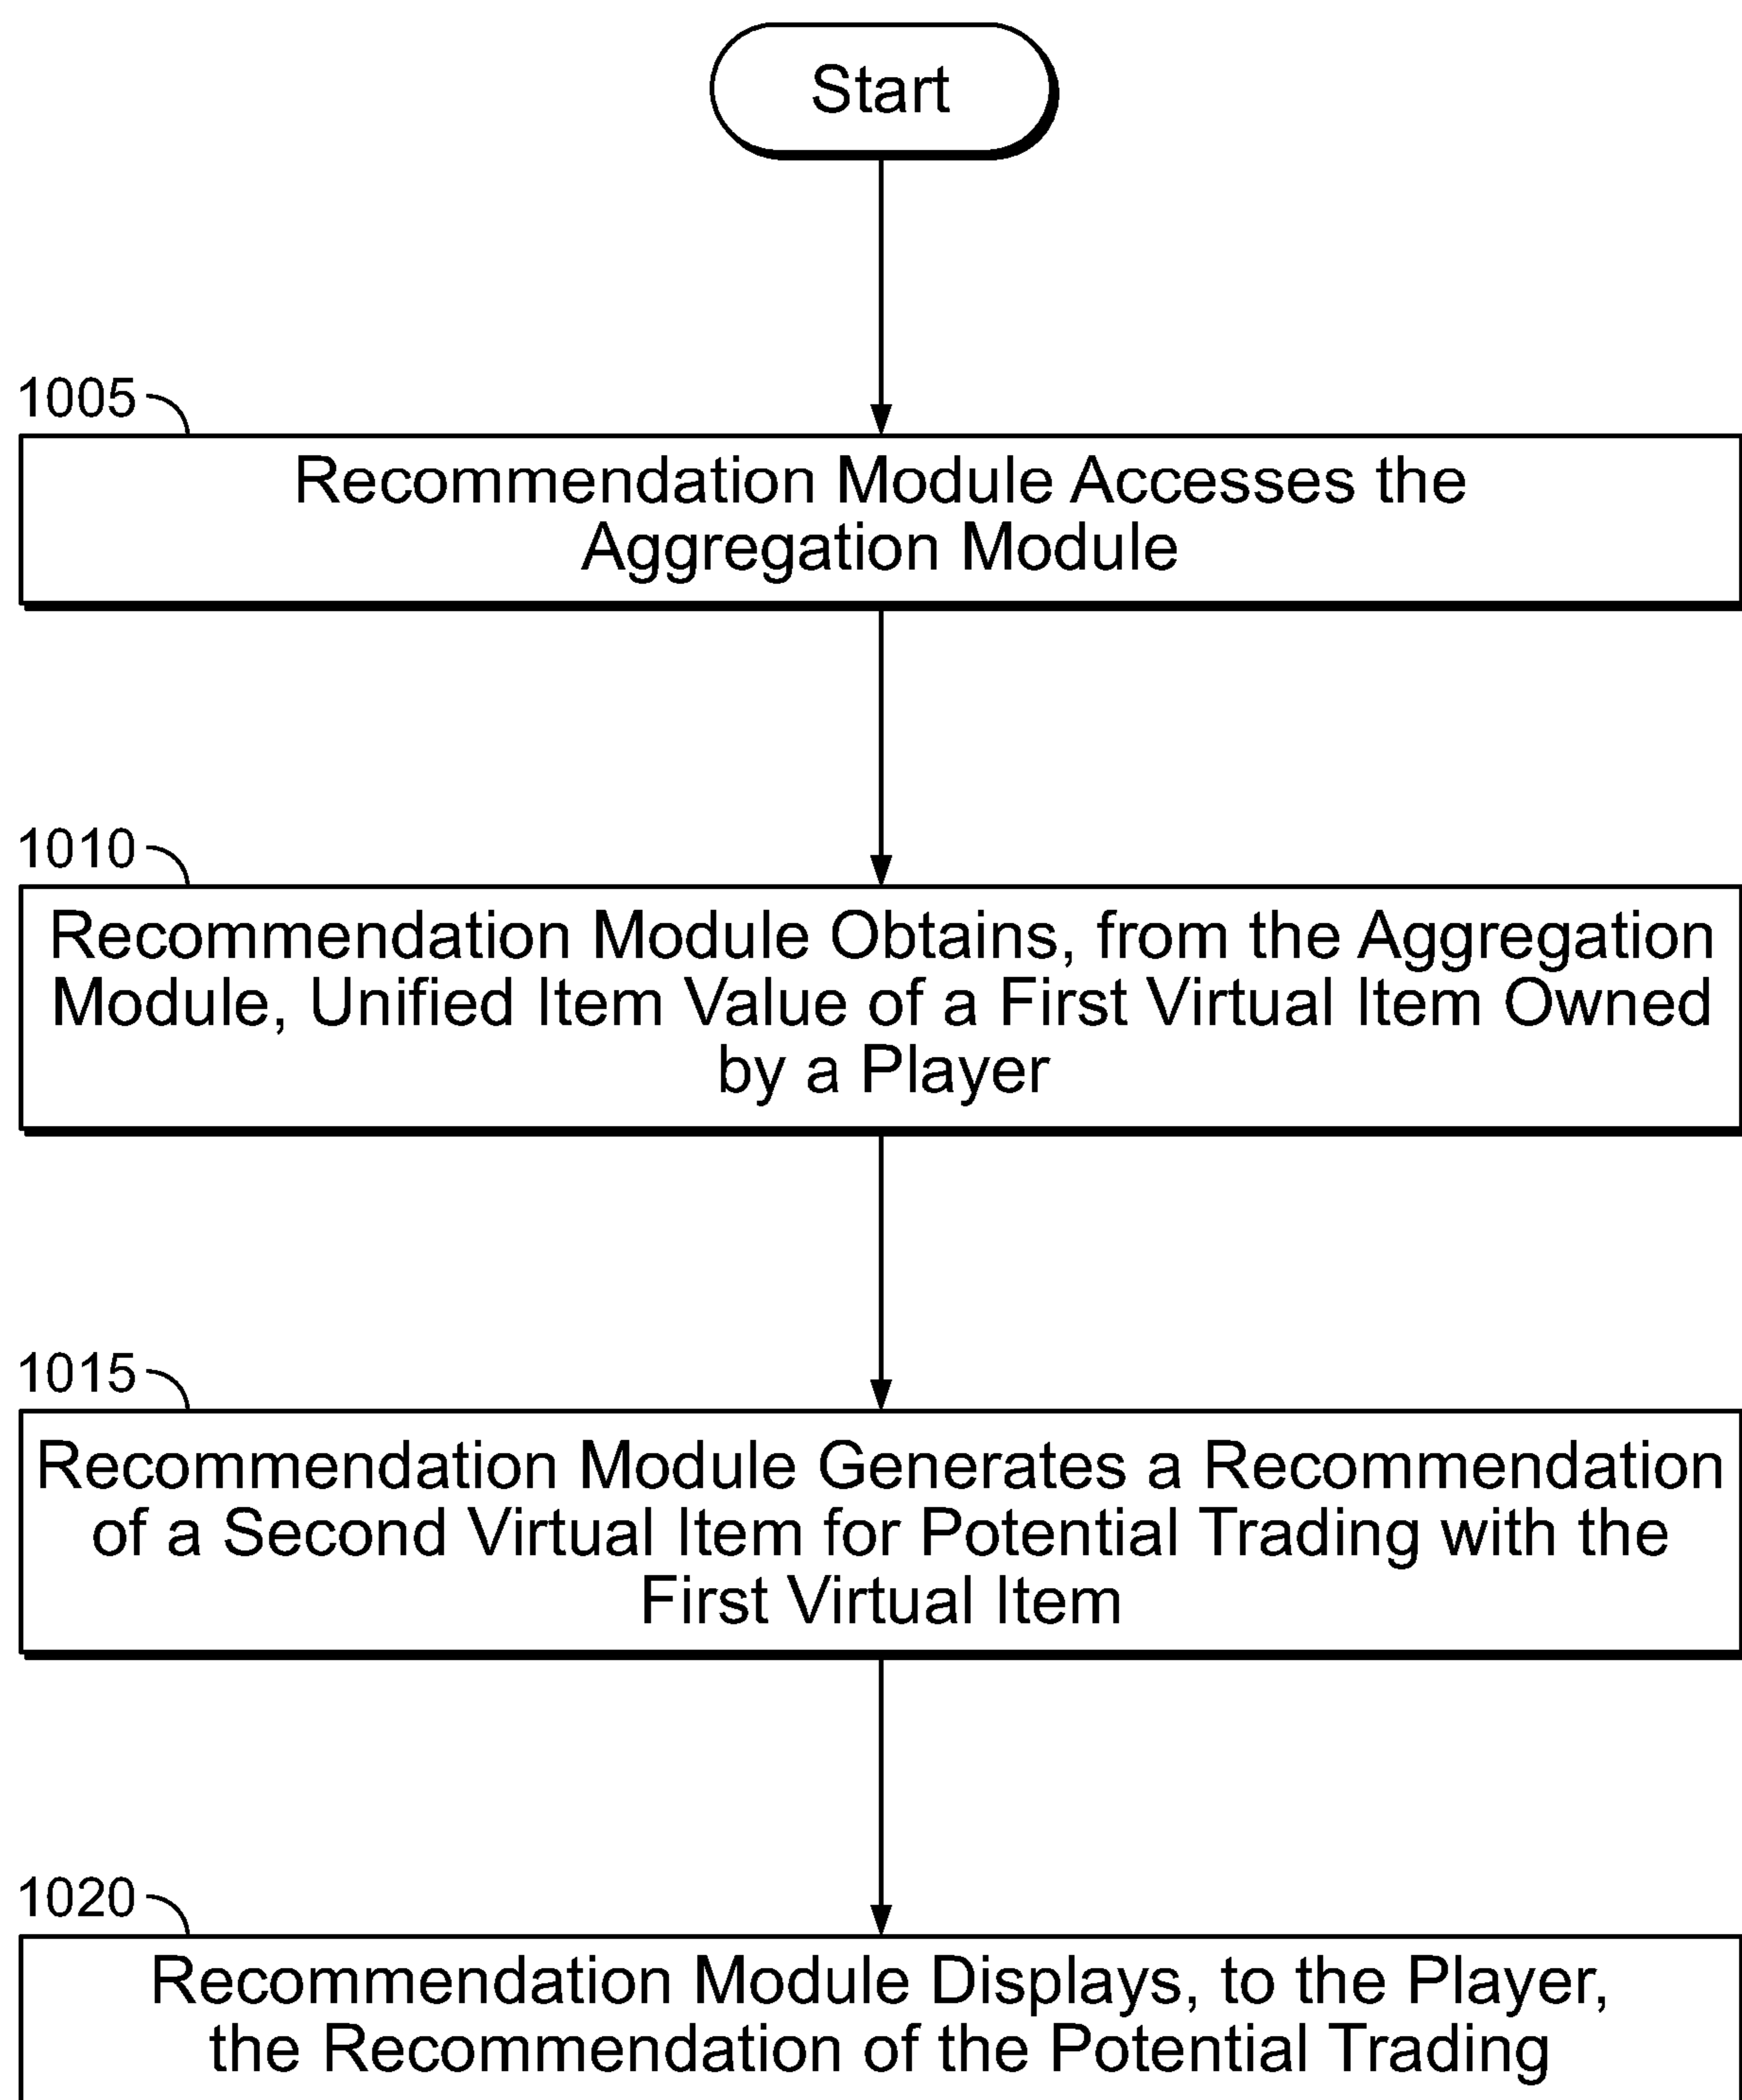 Start
1005
Recommendation Module Accesses the
Aggregation Module
1010
Recommendation Module Obtains, from the Aggregation
Module, Unified Item Value of a First Virtual Item Owned
by a Player
1015
Recommendation Module Generates a Recommendation
of a Second Virtual Item for Potential Trading with the
First Virtual Item
1020
Recommendation Module Displays, to the Player,
the Recommendation of the Potential Trading